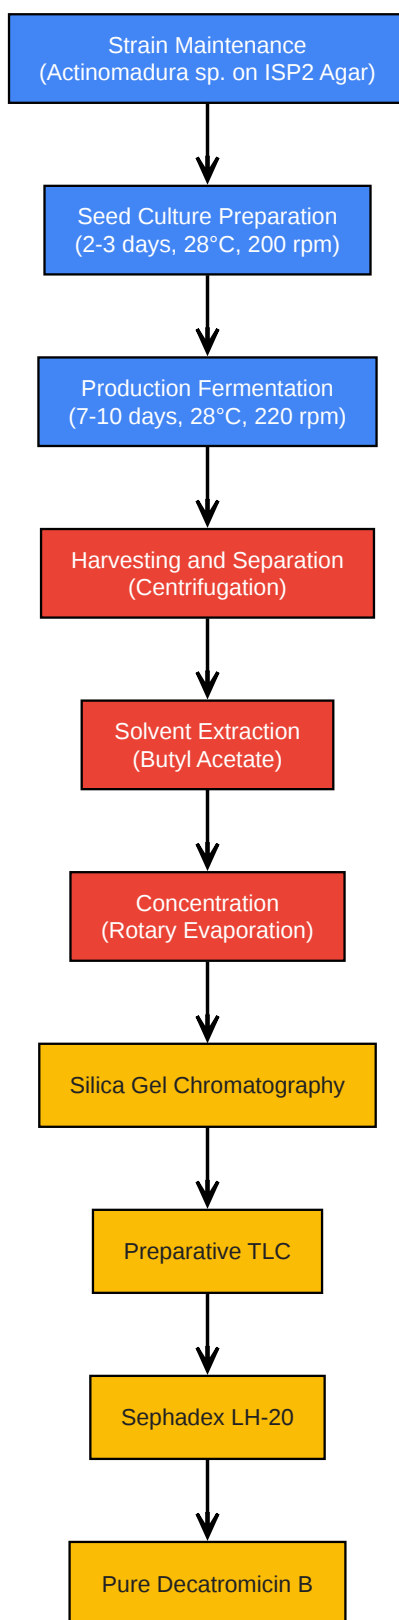 Strain Maintenance
(Actinomadura sp. on ISP2 Agar)
Seed Culture Preparation
(2-3 days, 28°C, 200 rpm)
Production Fermentation
(7-10 days, 28°C, 220 rpm)
Harvesting and Separation
(Centrifugation)
Solvent Extraction
(Butyl Acetate)
Concentration
(Rotary Evaporation)
Silica Gel Chromatography
Preparative TLC
Sephadex LH-20
Pure Decatromicin B